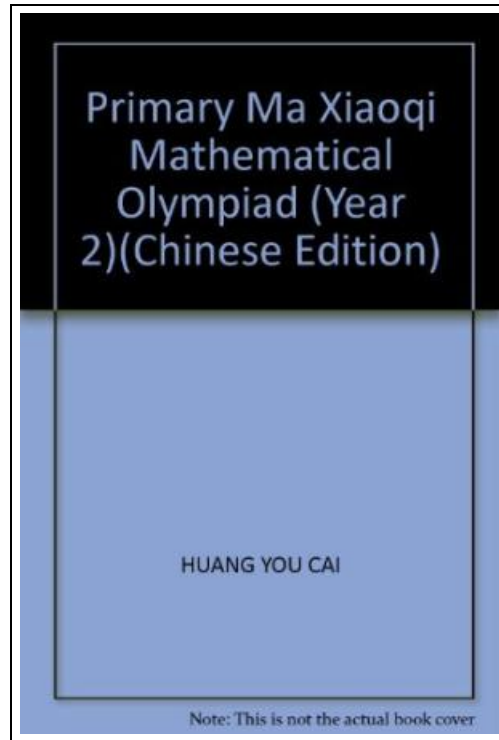 Primary Ma Xiaoqi
Mathematical
Olympiad (Year
2)(Chinese Edition)
HUANG YOU CAI
Note: This is not the actual book cover